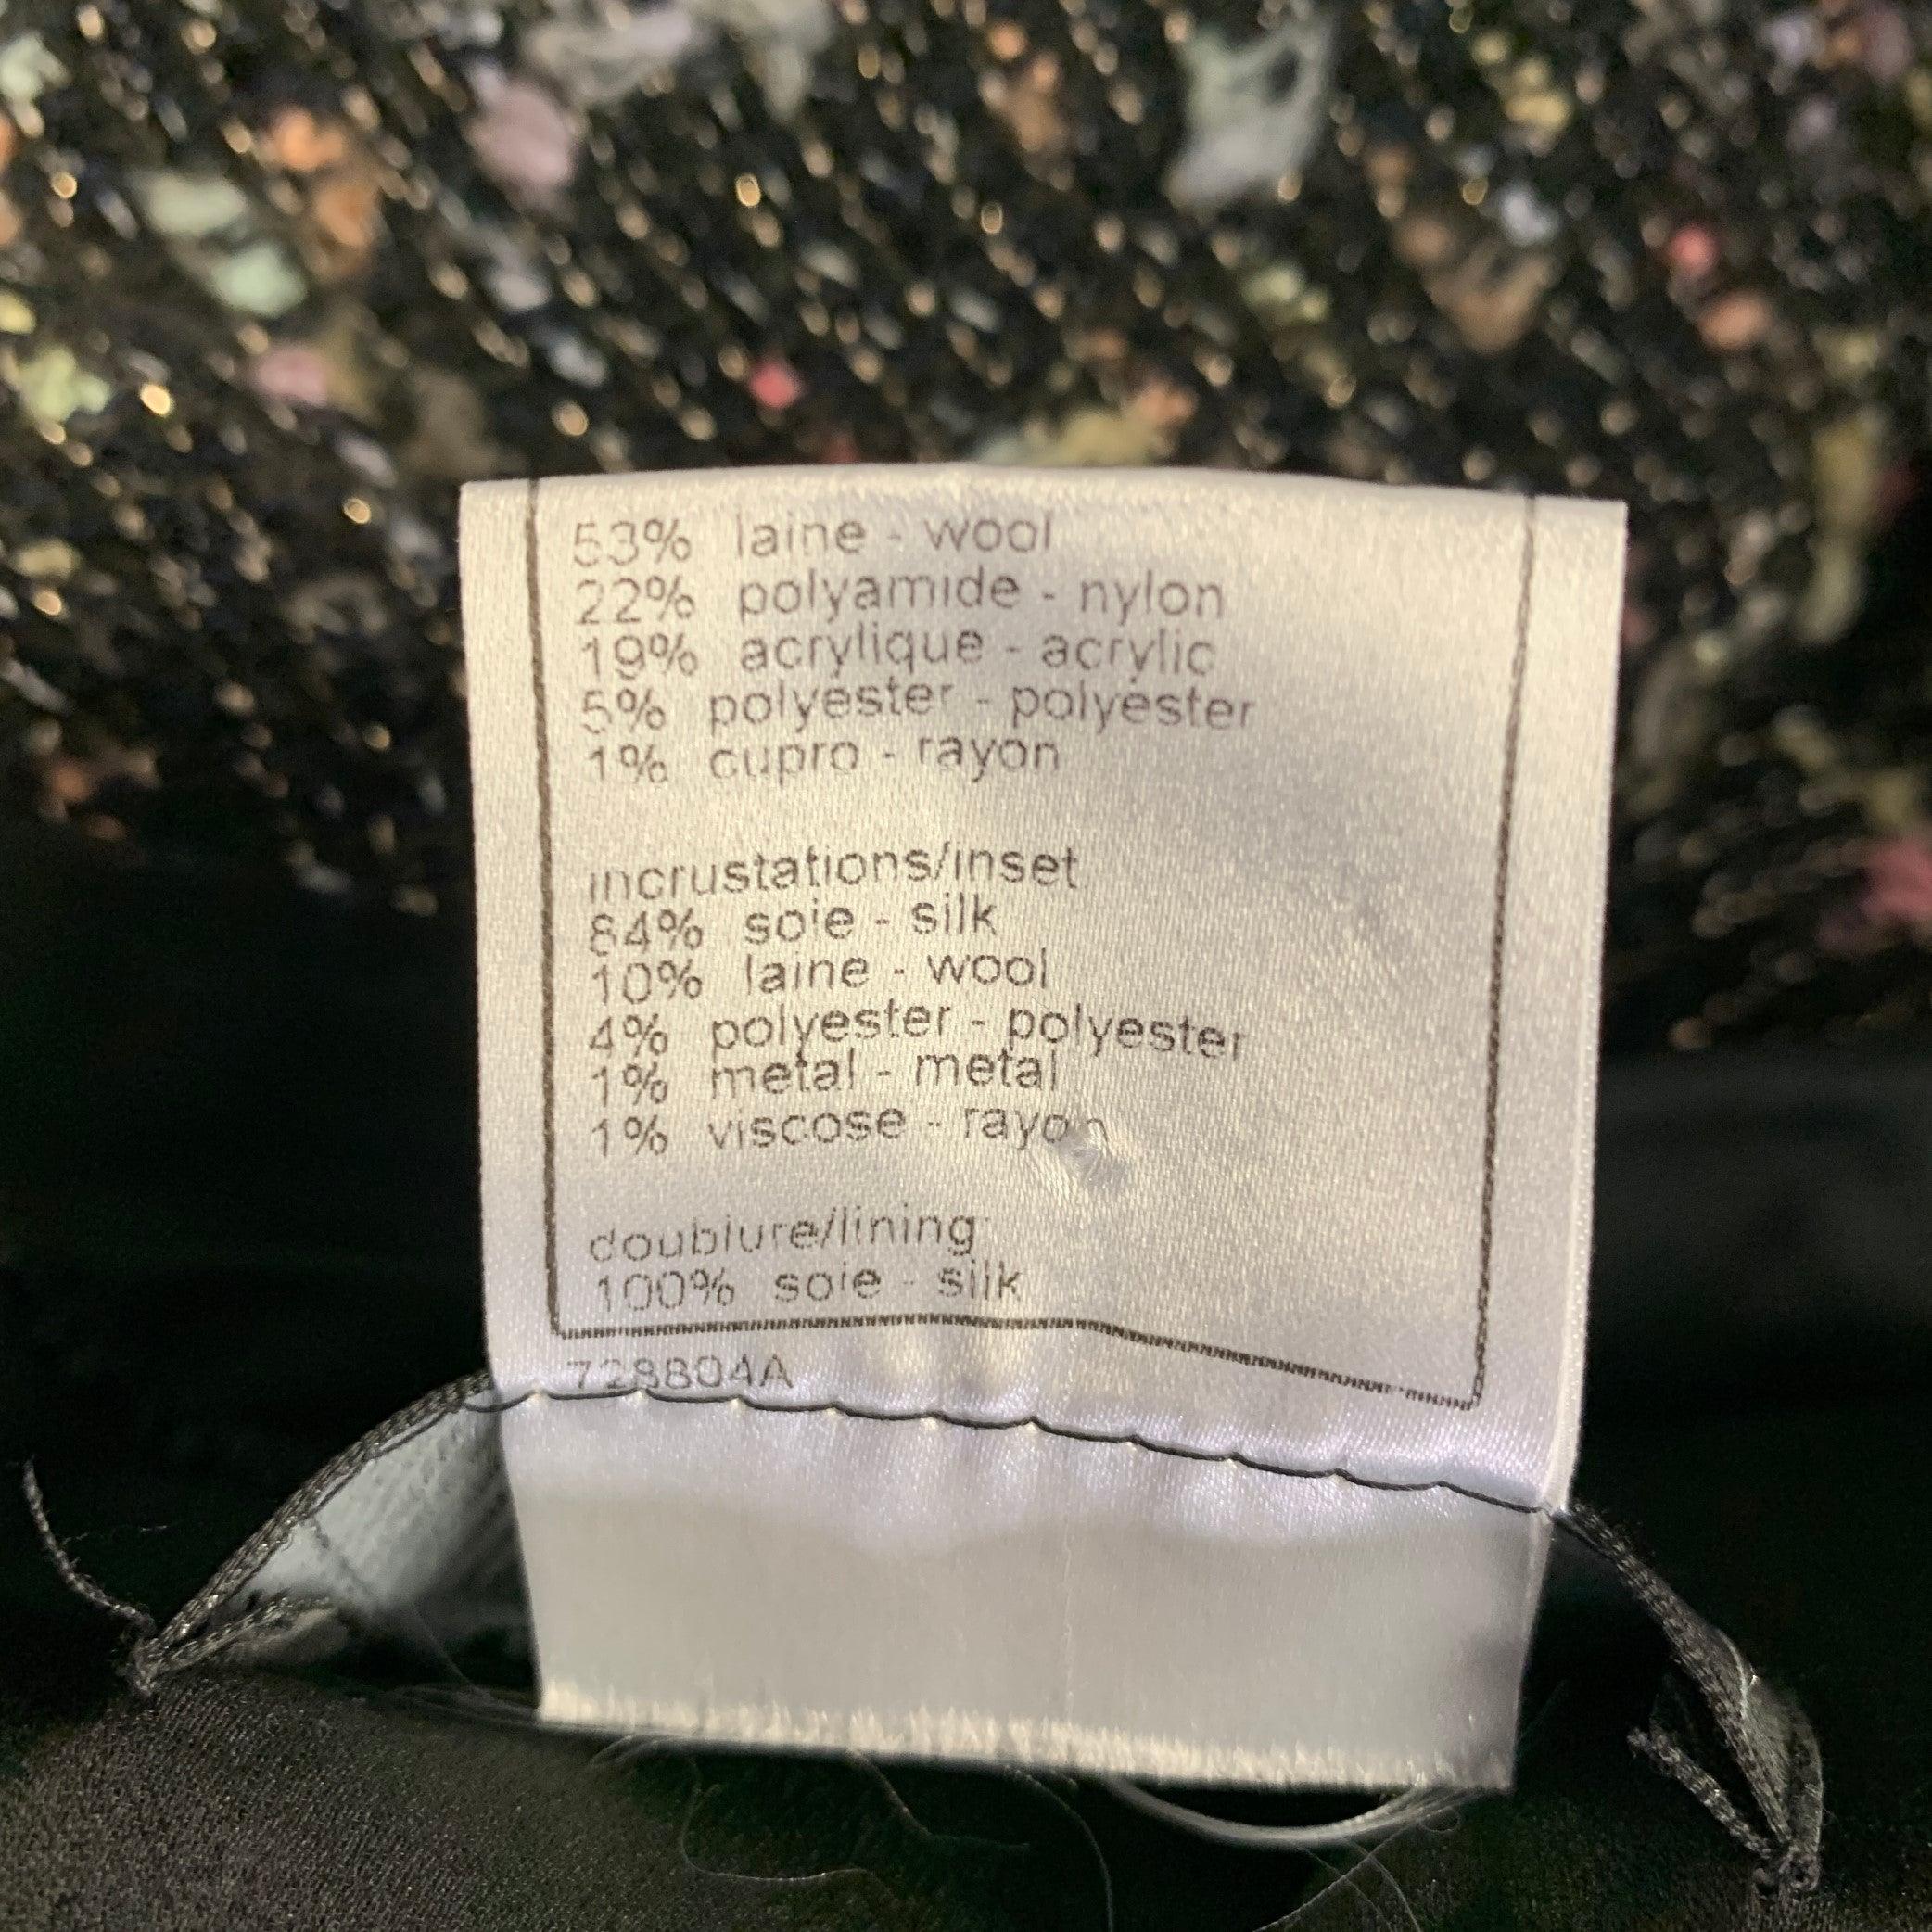 53% laine - wool
22% polyamide - nylon
19% acrylique - acrylic
5% polyester - polyester
1% cupro - rayon
incrustations/inset
84% soie - silk
10% laine - wool
4% polyester - polyester
1% metal - metal
1% viscose - rayon
doublure/lining
100% soie - silk
728804A